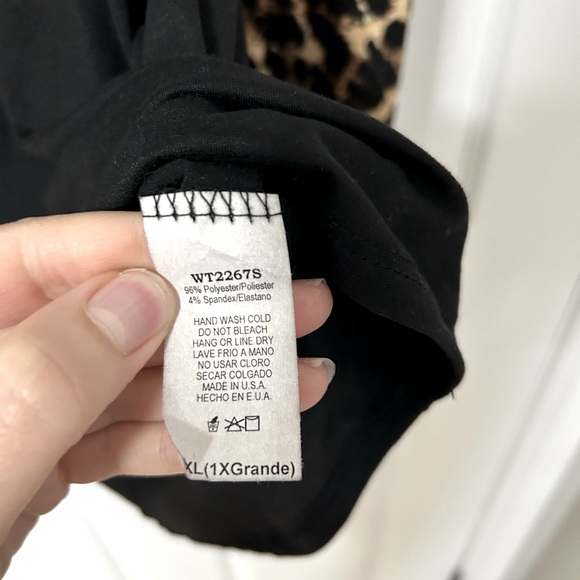 WT2267S
96% Polyester/Poliester
4% Spandex/Elastano
HAND WASH COLD
DO NOT BLEACH
HANG OR LINE DRY
LAVE FRIO A MANO
NO USAR CLORO
SECAR COLGADO
MADE IN U.S.A.
HECHO EN E.U.A.
XL(1XGrande)